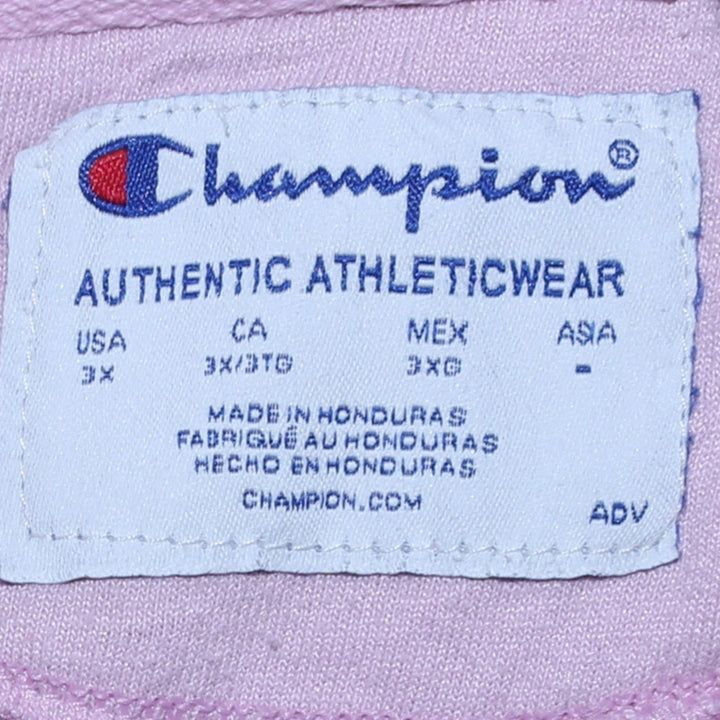 Champion®
AUTHENTIC ATHLETICWEAR
USA CA MEX ASIA
3X 3X/3TG 3XG -
MADE IN HONDURAS
FABRIQUÉ AU HONDURAS
HECHO EN HONDURAS
CHAMPION.COM
ADV